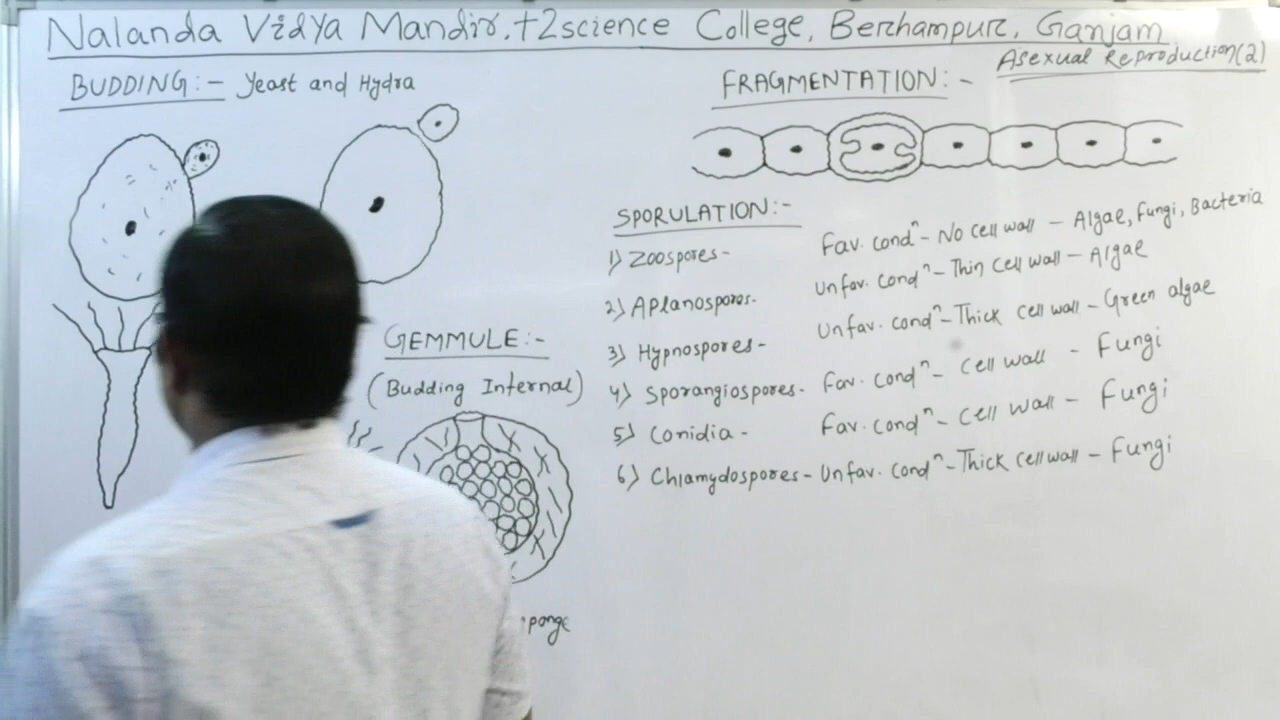 Nalanda Vidya Mandir, +2science College, Berhampur, Ganjam
Asexual Reproduction(2)
BUDDING:- Yeast and Hydra
FRAGMENTATION:-
SPORULATION:-
1) Zoospores- Fav. condⁿ- No cell wall - Algae, Fungi, Bacteria
2) Aplanospores- Unfav. condⁿ- Thin cell wall - Algae
3) Hypnospores- Unfav. condⁿ- Thick cell wall - Green algae
4) Sporangiospores- Fav. condⁿ- cell wall - Fungi
5) Conidia- Fav. condⁿ- cell wall - Fungi
6) Chlamydospores- Unfav. condⁿ- Thick cell wall - Fungi
GEMMULE:-
(Budding Internal)
ponge